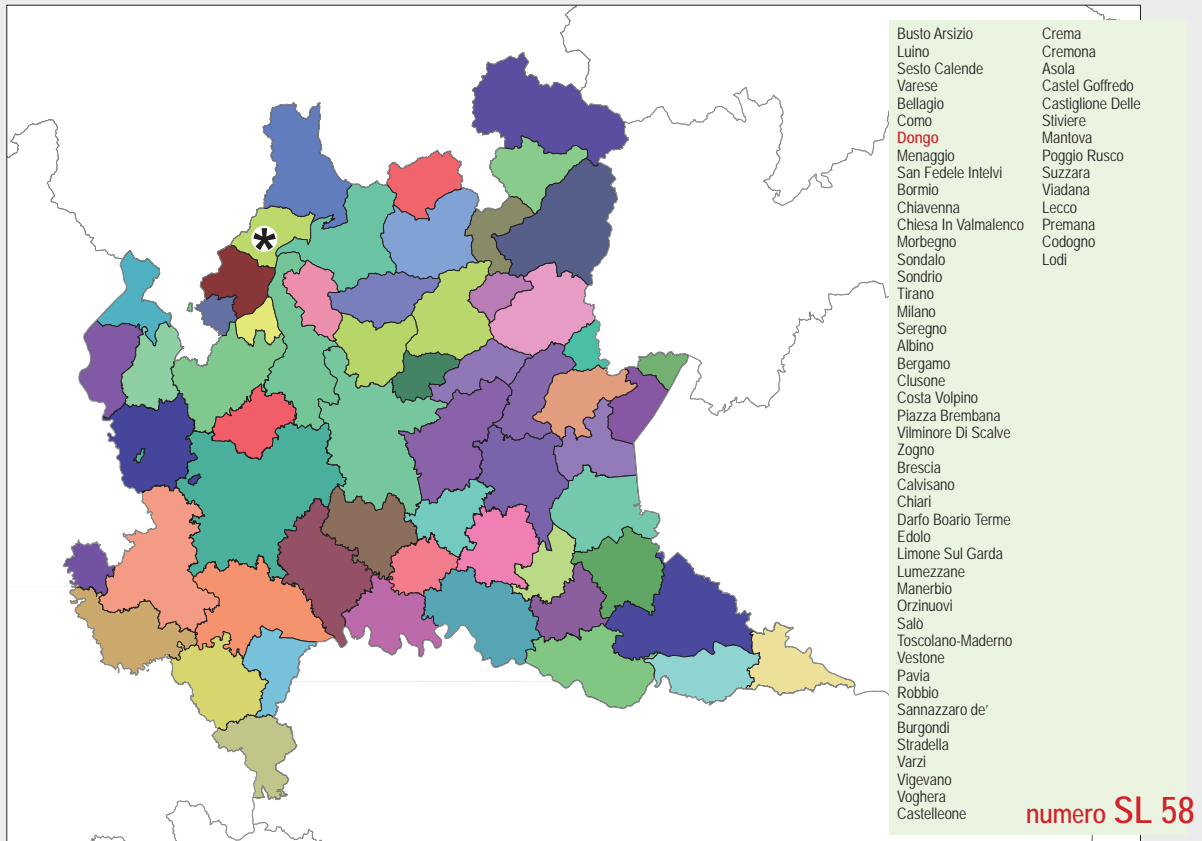 Busto Arsizio
Luino
Sesto Calende
Varese
Bellagio
Como
Dongo
Menaggio
San Fedele Intelvi
Bormio
Chiavenna
Chiesa In Valmalenco
Morbegno
Sondalo
Sondrio
Tirano
Milano
Seregno
Albino
Bergamo
Clusone
Costa Volpino
Piazza Brembana
Vilminore Di Scalve
Zogno
Brescia
Calvisano
Chiari
Darfo Boario Terme
Edolo
Limone Sul Garda
Lumezzane
Manerbio
Orzinuovi
Salò
Toscolano-Maderno
Vestone
Pavia
Robbio
Sannazzaro de'
Burgondi
Stradella
Varzi
Vigevano
Voghera
Castelleone
Crema
Cremona
Asola
Castel Goffredo
Castiglione Delle
Stiviere
Mantova
Poggio Rusco
Suzzara
Viadana
Lecco
Premana
Codogno
Lodi
numero SL 58
*